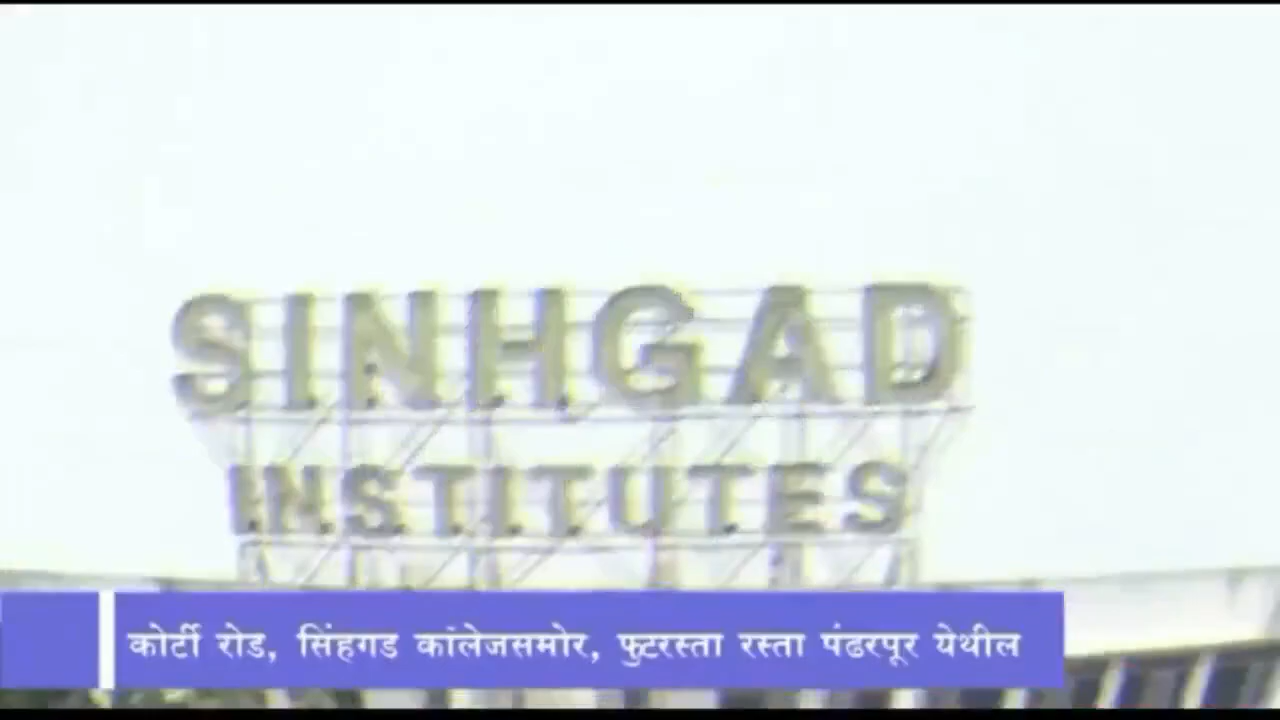 SINHGAD
INSTITUTES
कोर्टी रोड, सिंहगड कॉलेजसमोर, फुटरस्ता रस्ता पंढरपूर येथील